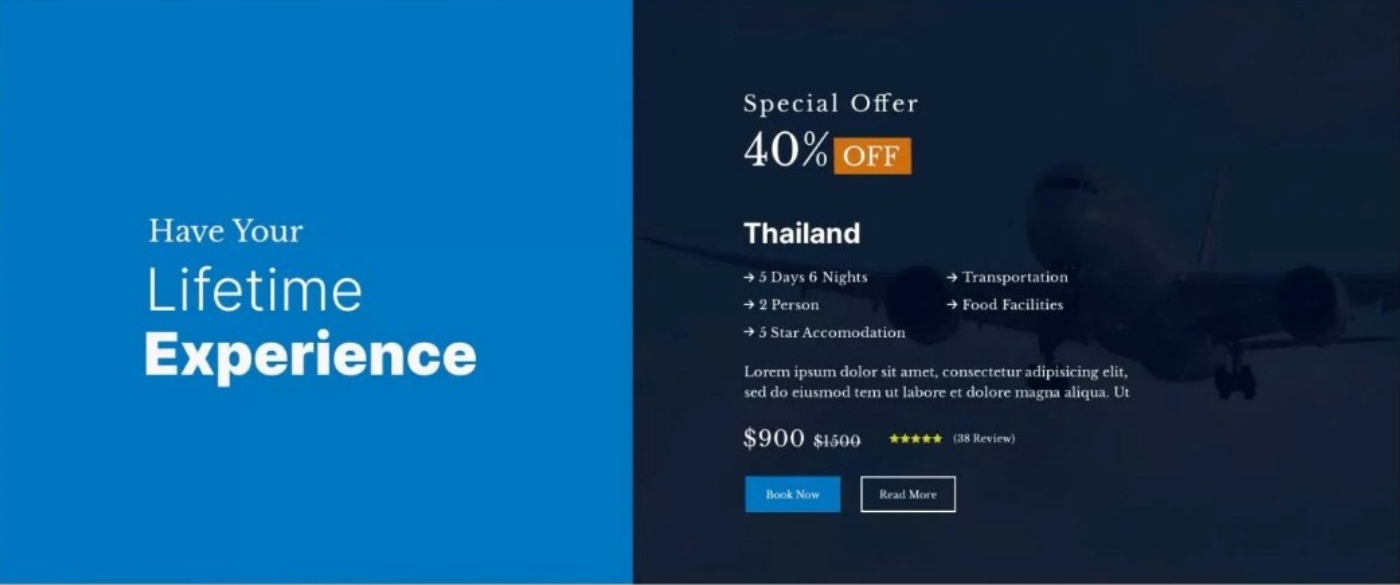 Have Your
Lifetime
Experience
Special Offer
40% OFF
Thailand
→ 5 Days 6 Nights
→ Transportation
→ 2 Person
→ Food Facilities
→ 5 Star Accomodation
Lorem ipsum dolor sit amet, consectetur adipisicing elit,
sed do eiusmod tem ut labore et dolore magna aliqua. Ut
$900 $1500 ★★★★★ (38 Review)
Book Now
Read More